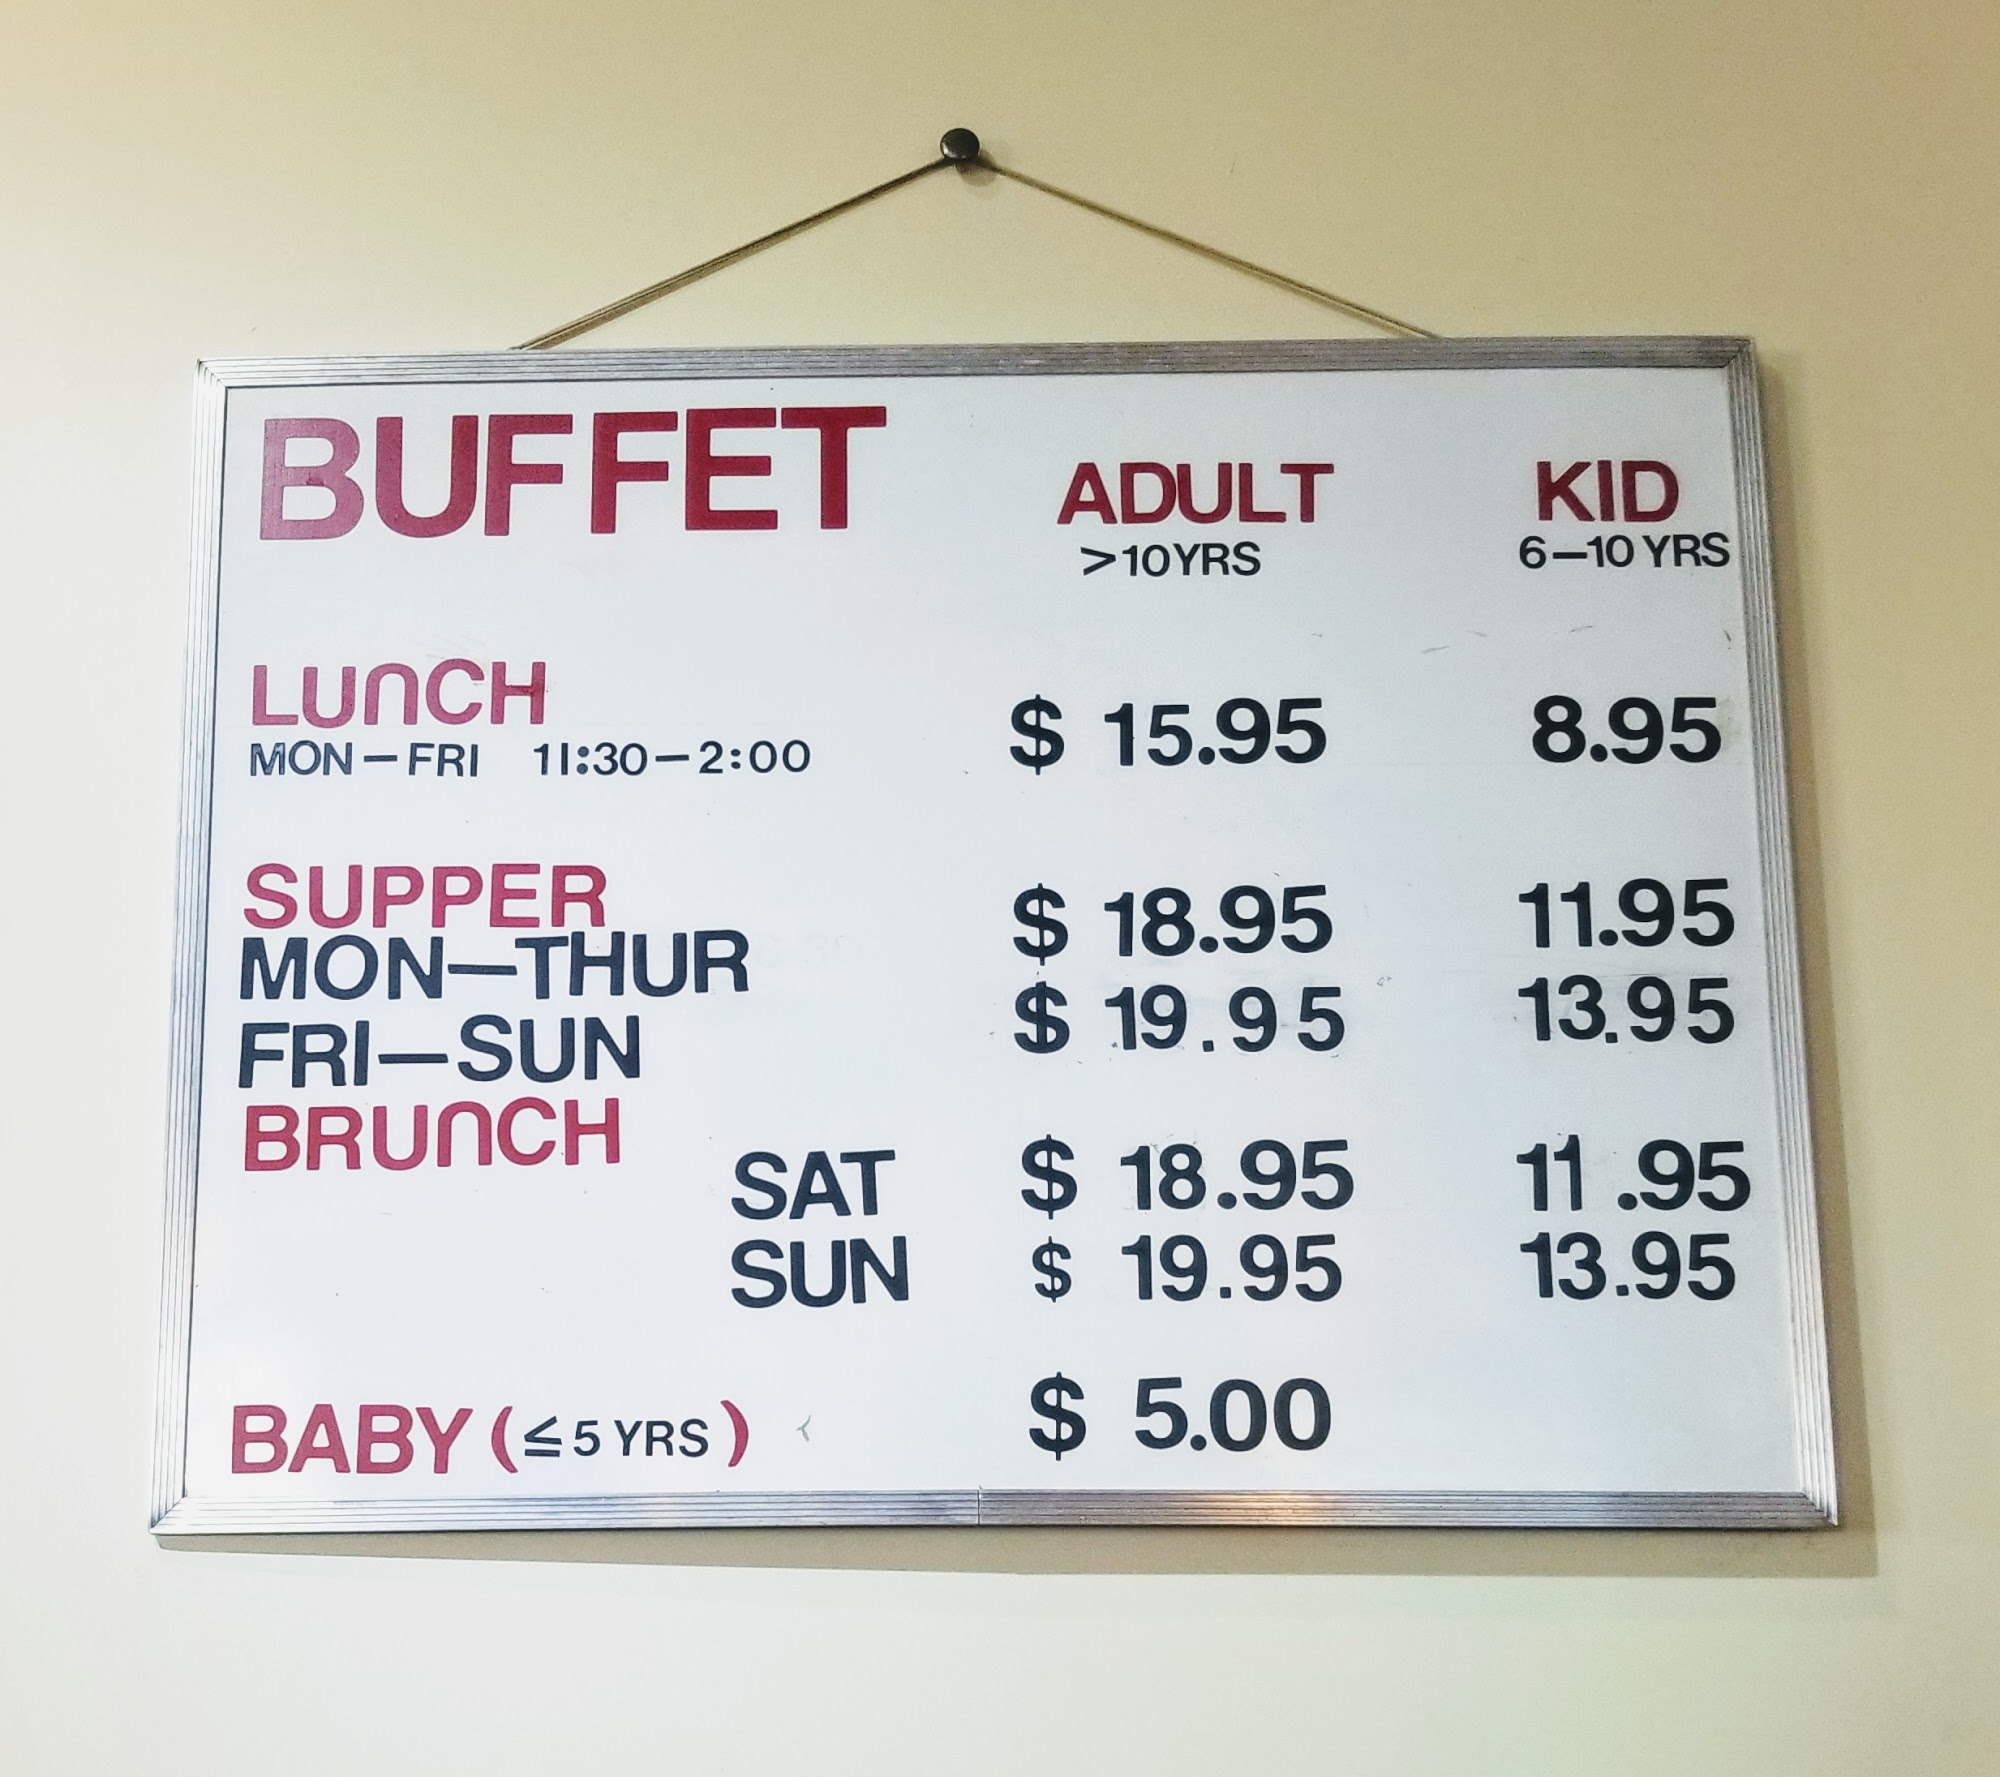 BUFFET ADULT KID
>10YRS 6–10 YRS
LUNCH
MON–FRI 11:30–2:00 $ 15.95 8.95
SUPPER
MON–THUR $ 18.95 11.95
FRI–SUN $ 19.95 13.95
BRUNCH
SAT $ 18.95 11.95
SUN $ 19.95 13.95
BABY (≦5 YRS) $ 5.00